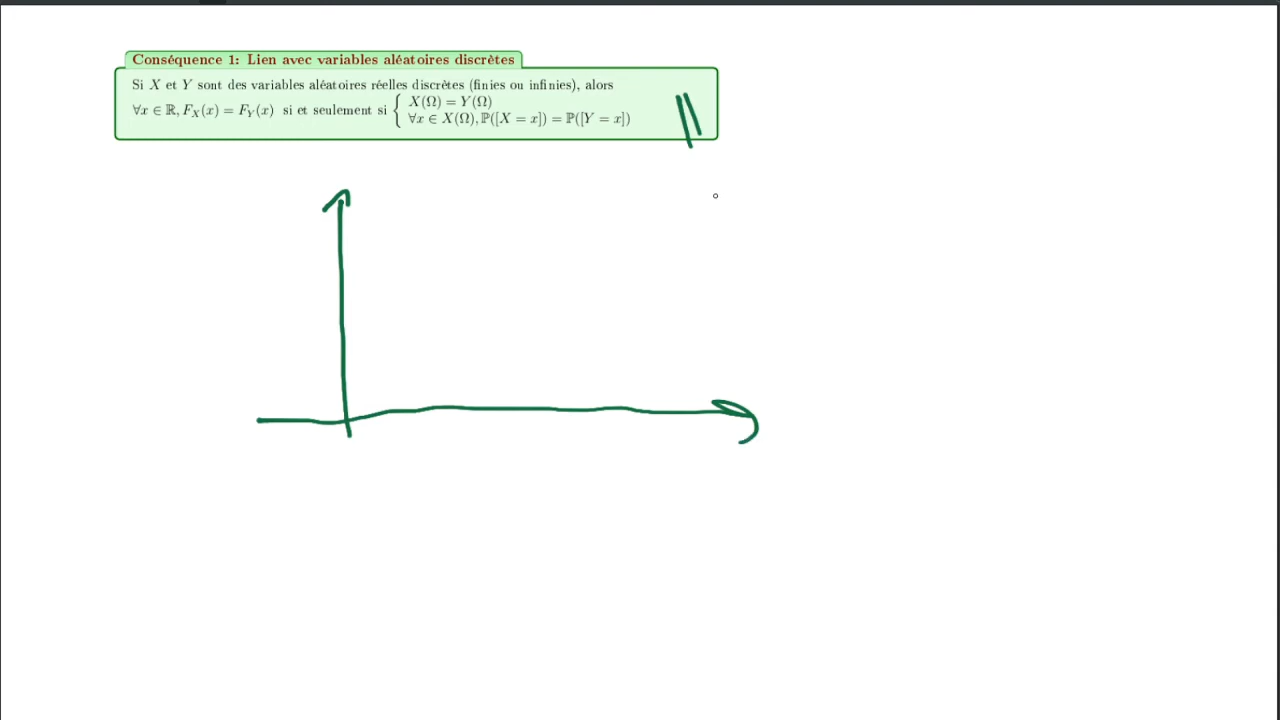 Conséquence 1: Lien avec variables aléatoires discrètes
Si X et Y sont des variables aléatoires réelles discrètes (finies ou infinies), alors
∀x ∈ ℝ, F_X(x) = F_Y(x) si et seulement si { X(Ω) = Y(Ω)
∀x ∈ X(Ω), ℙ([X = x]) = ℙ([Y = x])